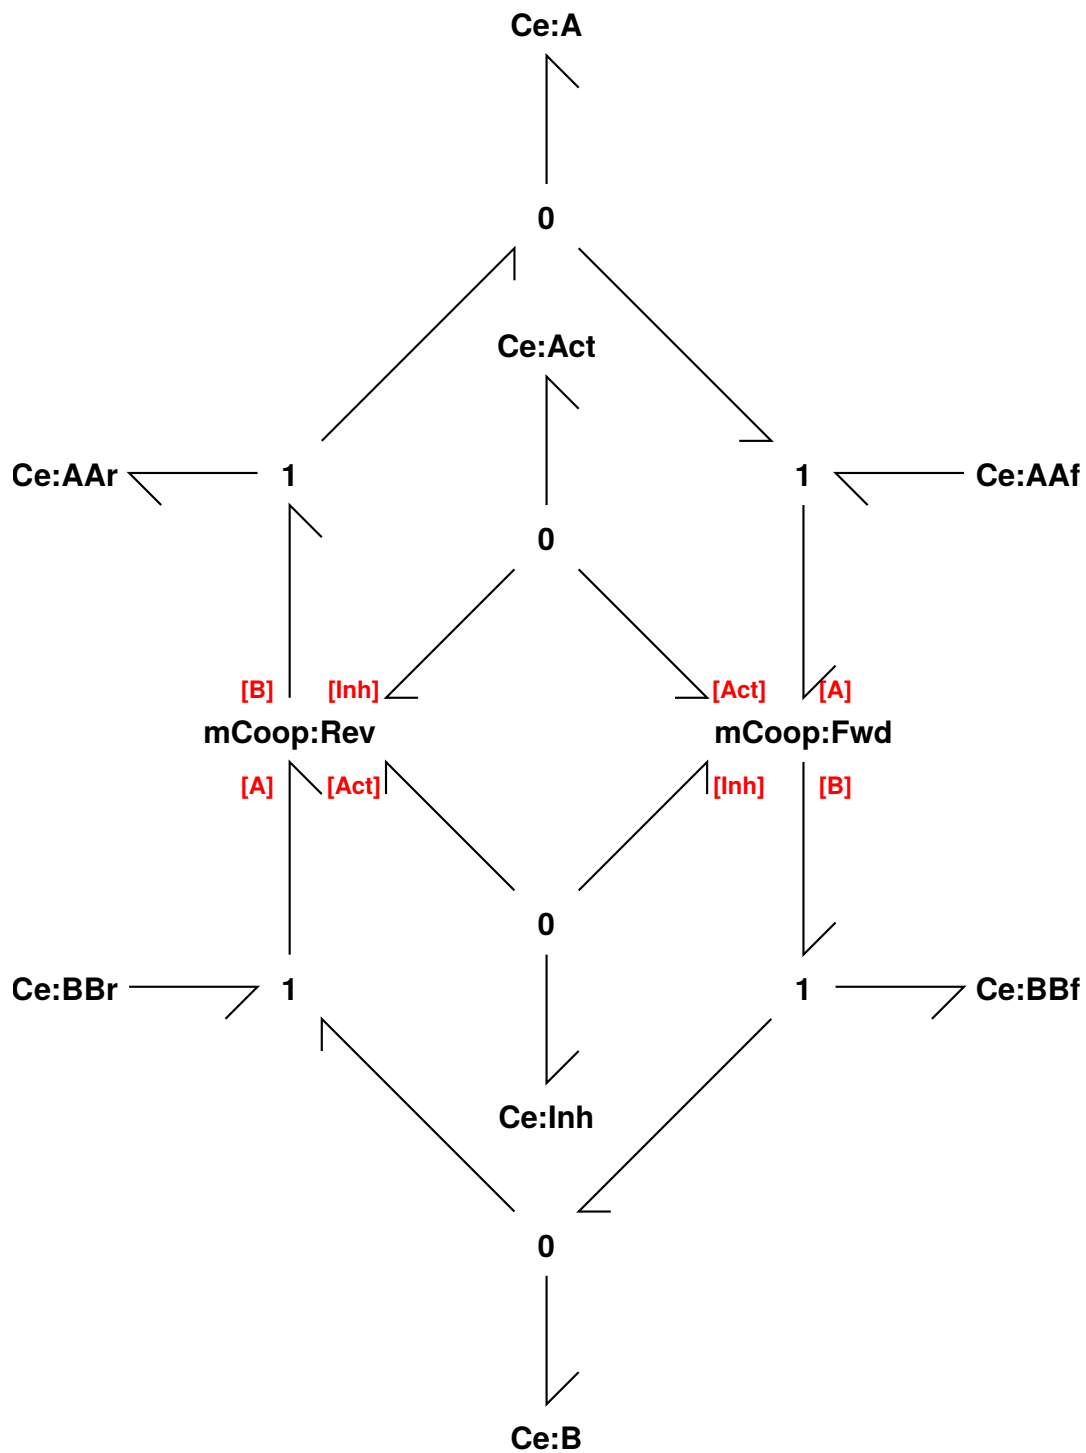 Ce:A
0
Ce:Act
Ce:AAr 1 1 Ce:AAf
0
[B] [Inh] [Act] [A]
mCoop:Rev mCoop:Fwd
[A] [Act] [Inh] [B]
0
Ce:BBr 1 1 Ce:BBf
Ce:Inh
0
Ce:B